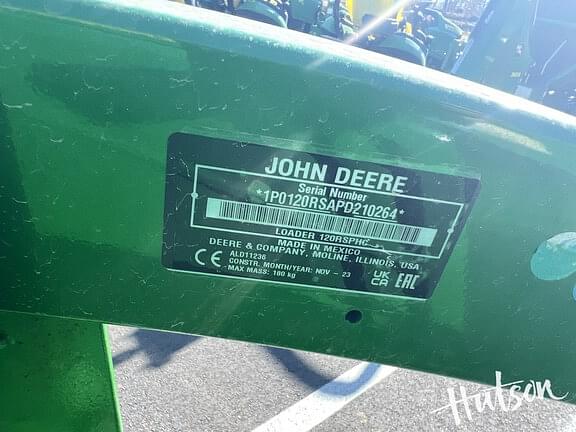 JOHN DEERE
Serial Number
*1P0120RSAPD210264*
LOADER 120RSPHC
MADE IN MEXICO
DEERE & COMPANY, MOLINE, ILLINOIS, USA
ALD11236
CONSTR. MONTH/YEAR: NOV - 23
MAX MASS: 180 kg
CE
UK
CA
EAC
Hutson